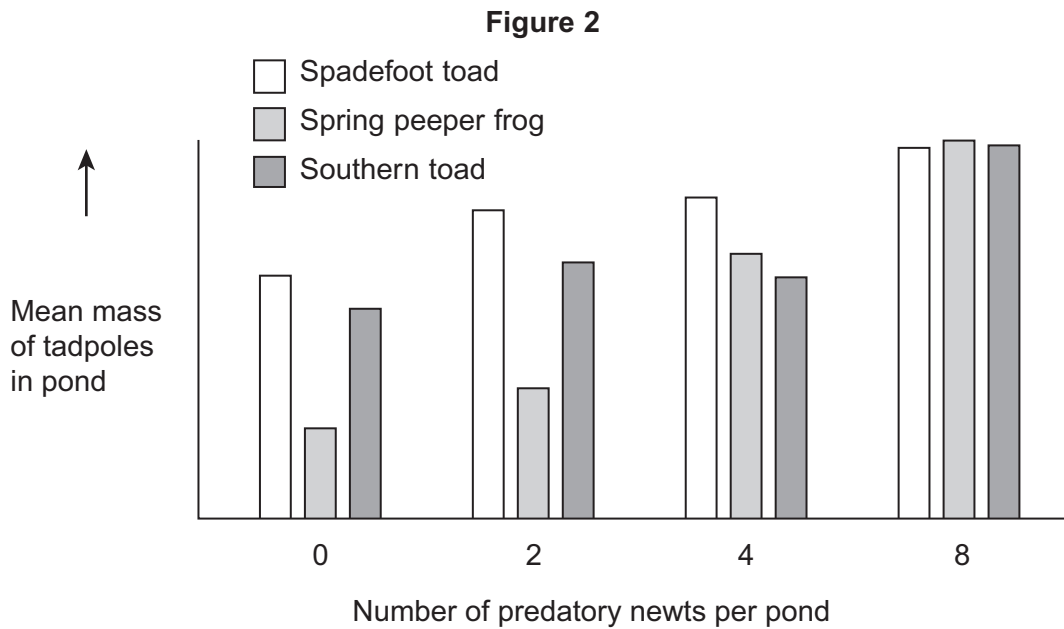 Figure 2
Spadefoot toad
Spring peeper frog
Southern toad
Mean mass
of tadpoles
in pond
0 2 4 8
Number of predatory newts per pond